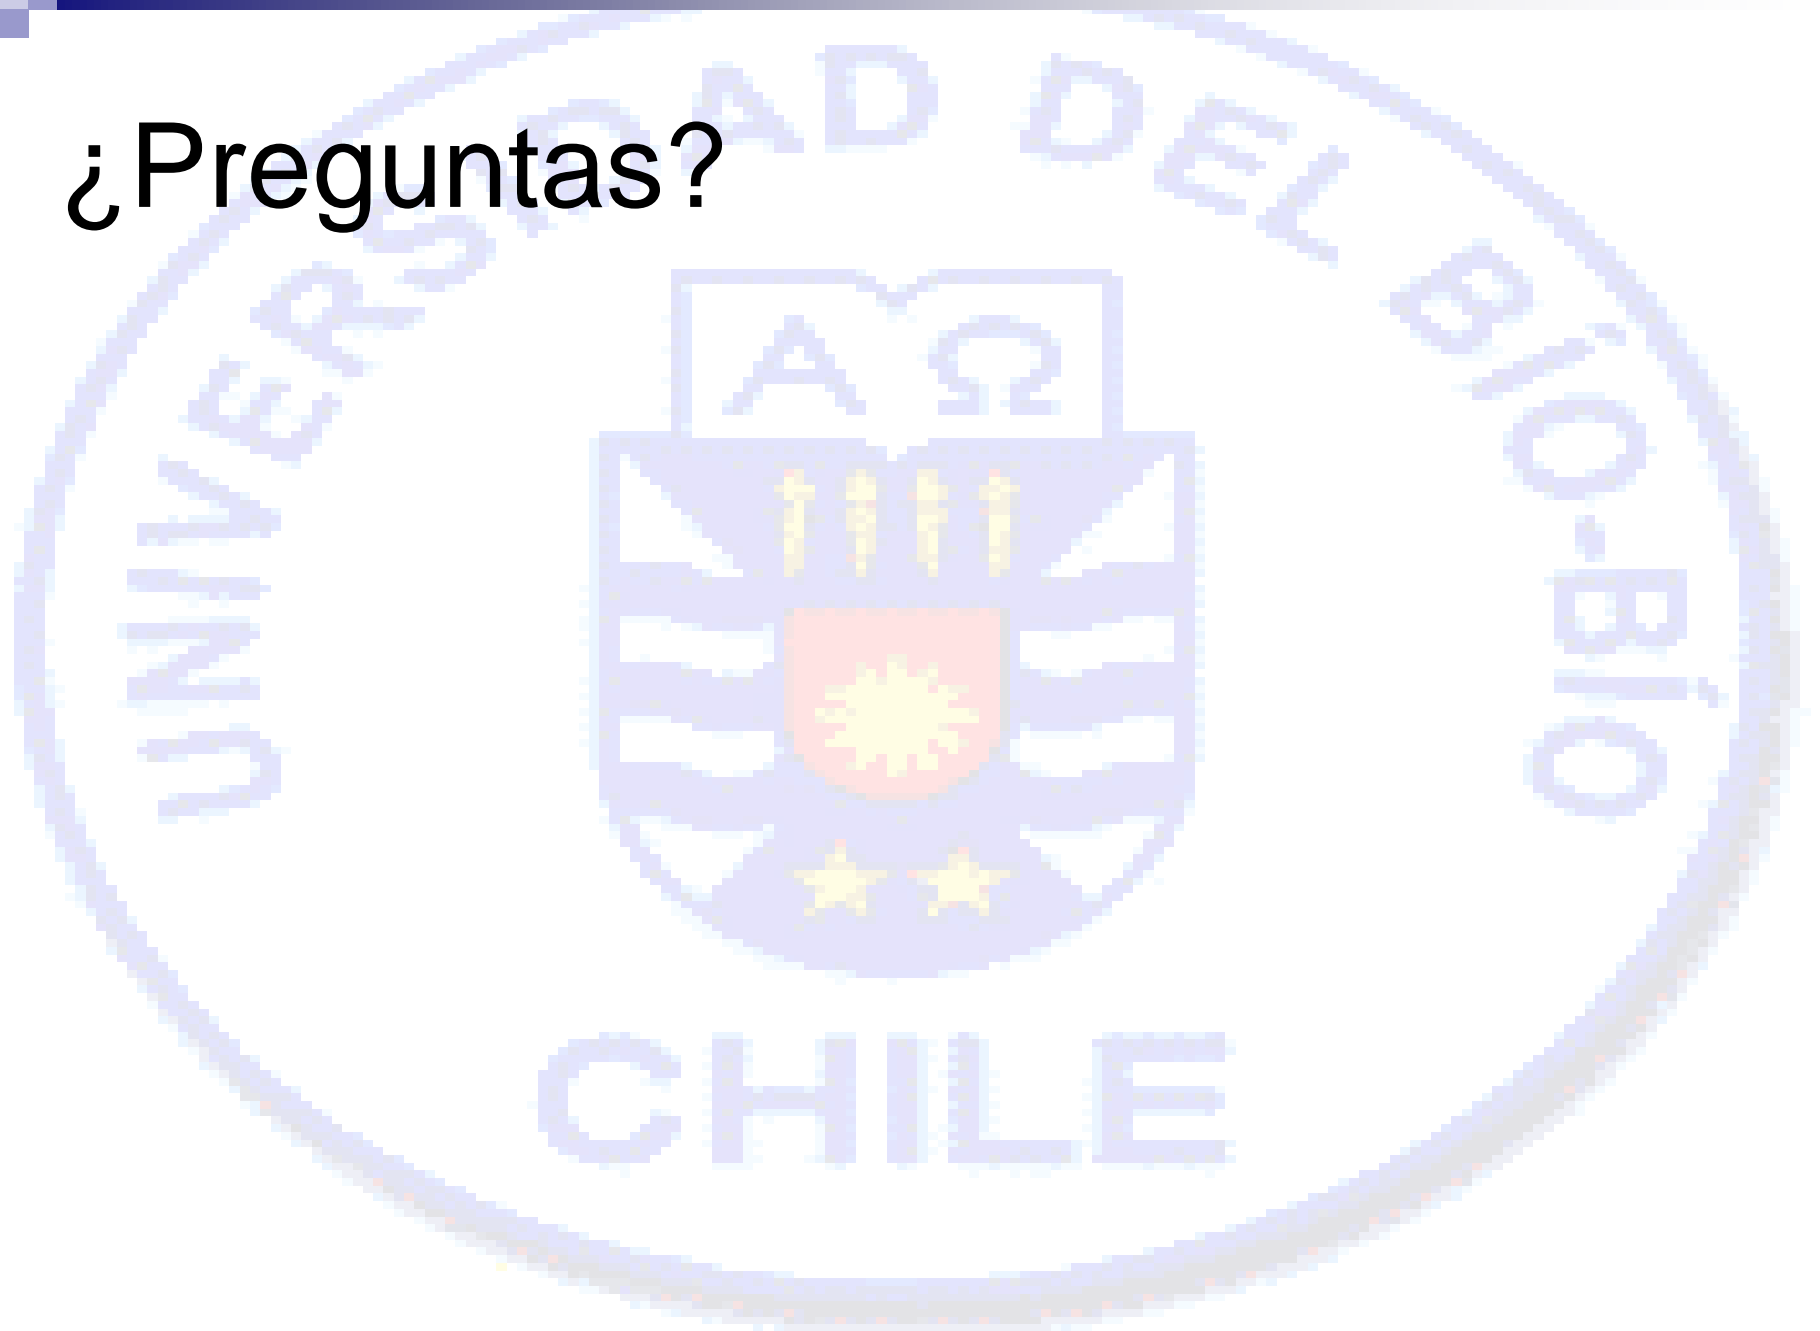 ¿Preguntas?
UNIVERSIDAD DEL BÍO-BÍO
Α Ω
CHILE